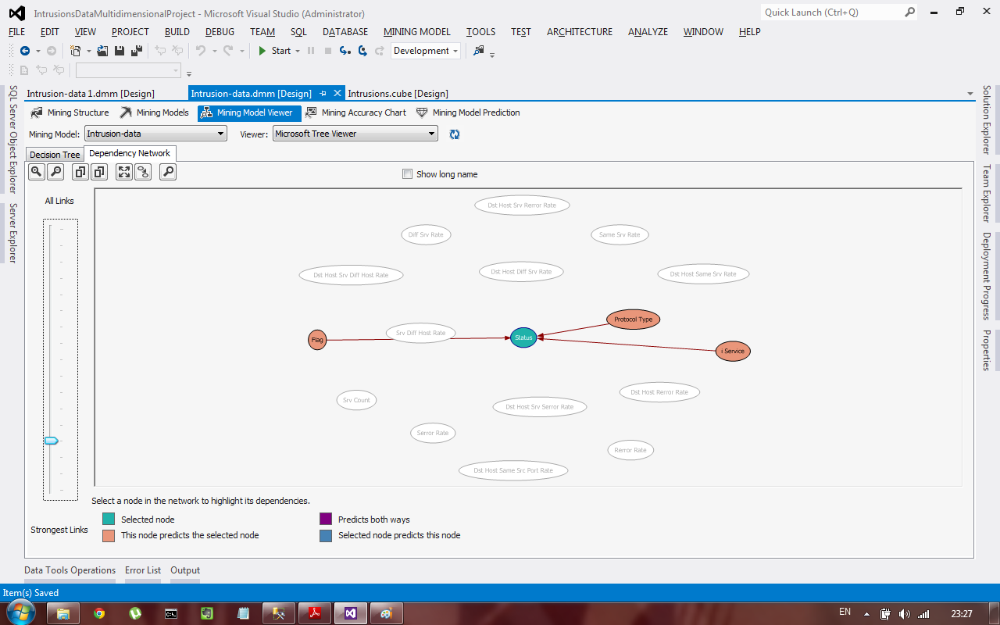 IntrusionsDataMultidimensionalProject - Microsoft Visual Studio (Administrator)
Quick Launch (Ctrl+Q)
FILE EDIT VIEW PROJECT BUILD DEBUG TEAM SQL DATABASE MINING MODEL TOOLS TEST ARCHITECTURE ANALYZE WINDOW HELP
Start Development
SQL Server Object Explorer
Server Explorer
Intrusion-data 1.dmm [Design] Intrusion-data.dmm [Design] Intrusions.cube [Design]
Mining Structure Mining Models Mining Model Viewer Mining Accuracy Chart Mining Model Prediction
Mining Model: Intrusion-data Viewer: Microsoft Tree Viewer
Decision Tree Dependency Network
Show long name
All Links
Dst Host Srv Rerror Rate
Diff Srv Rate Same Srv Rate
Dst Host Srv Diff Host Rate Dst Host Diff Srv Rate Dst Host Same Srv Rate
Protocol Type
Flag Srv Diff Host Rate Status
i Service
Dst Host Rerror Rate
Srv Count Dst Host Srv Serror Rate
Serror Rate
Rerror Rate
Dst Host Same Src Port Rate
Select a node in the network to highlight its dependencies.
Selected node Predicts both ways
Strongest Links
This node predicts the selected node Selected node predicts this node
Solution Explorer
Team Explorer
Deployment Progress
Properties
Data Tools Operations Error List Output
Item(s) Saved
C:\.
EN 23:27